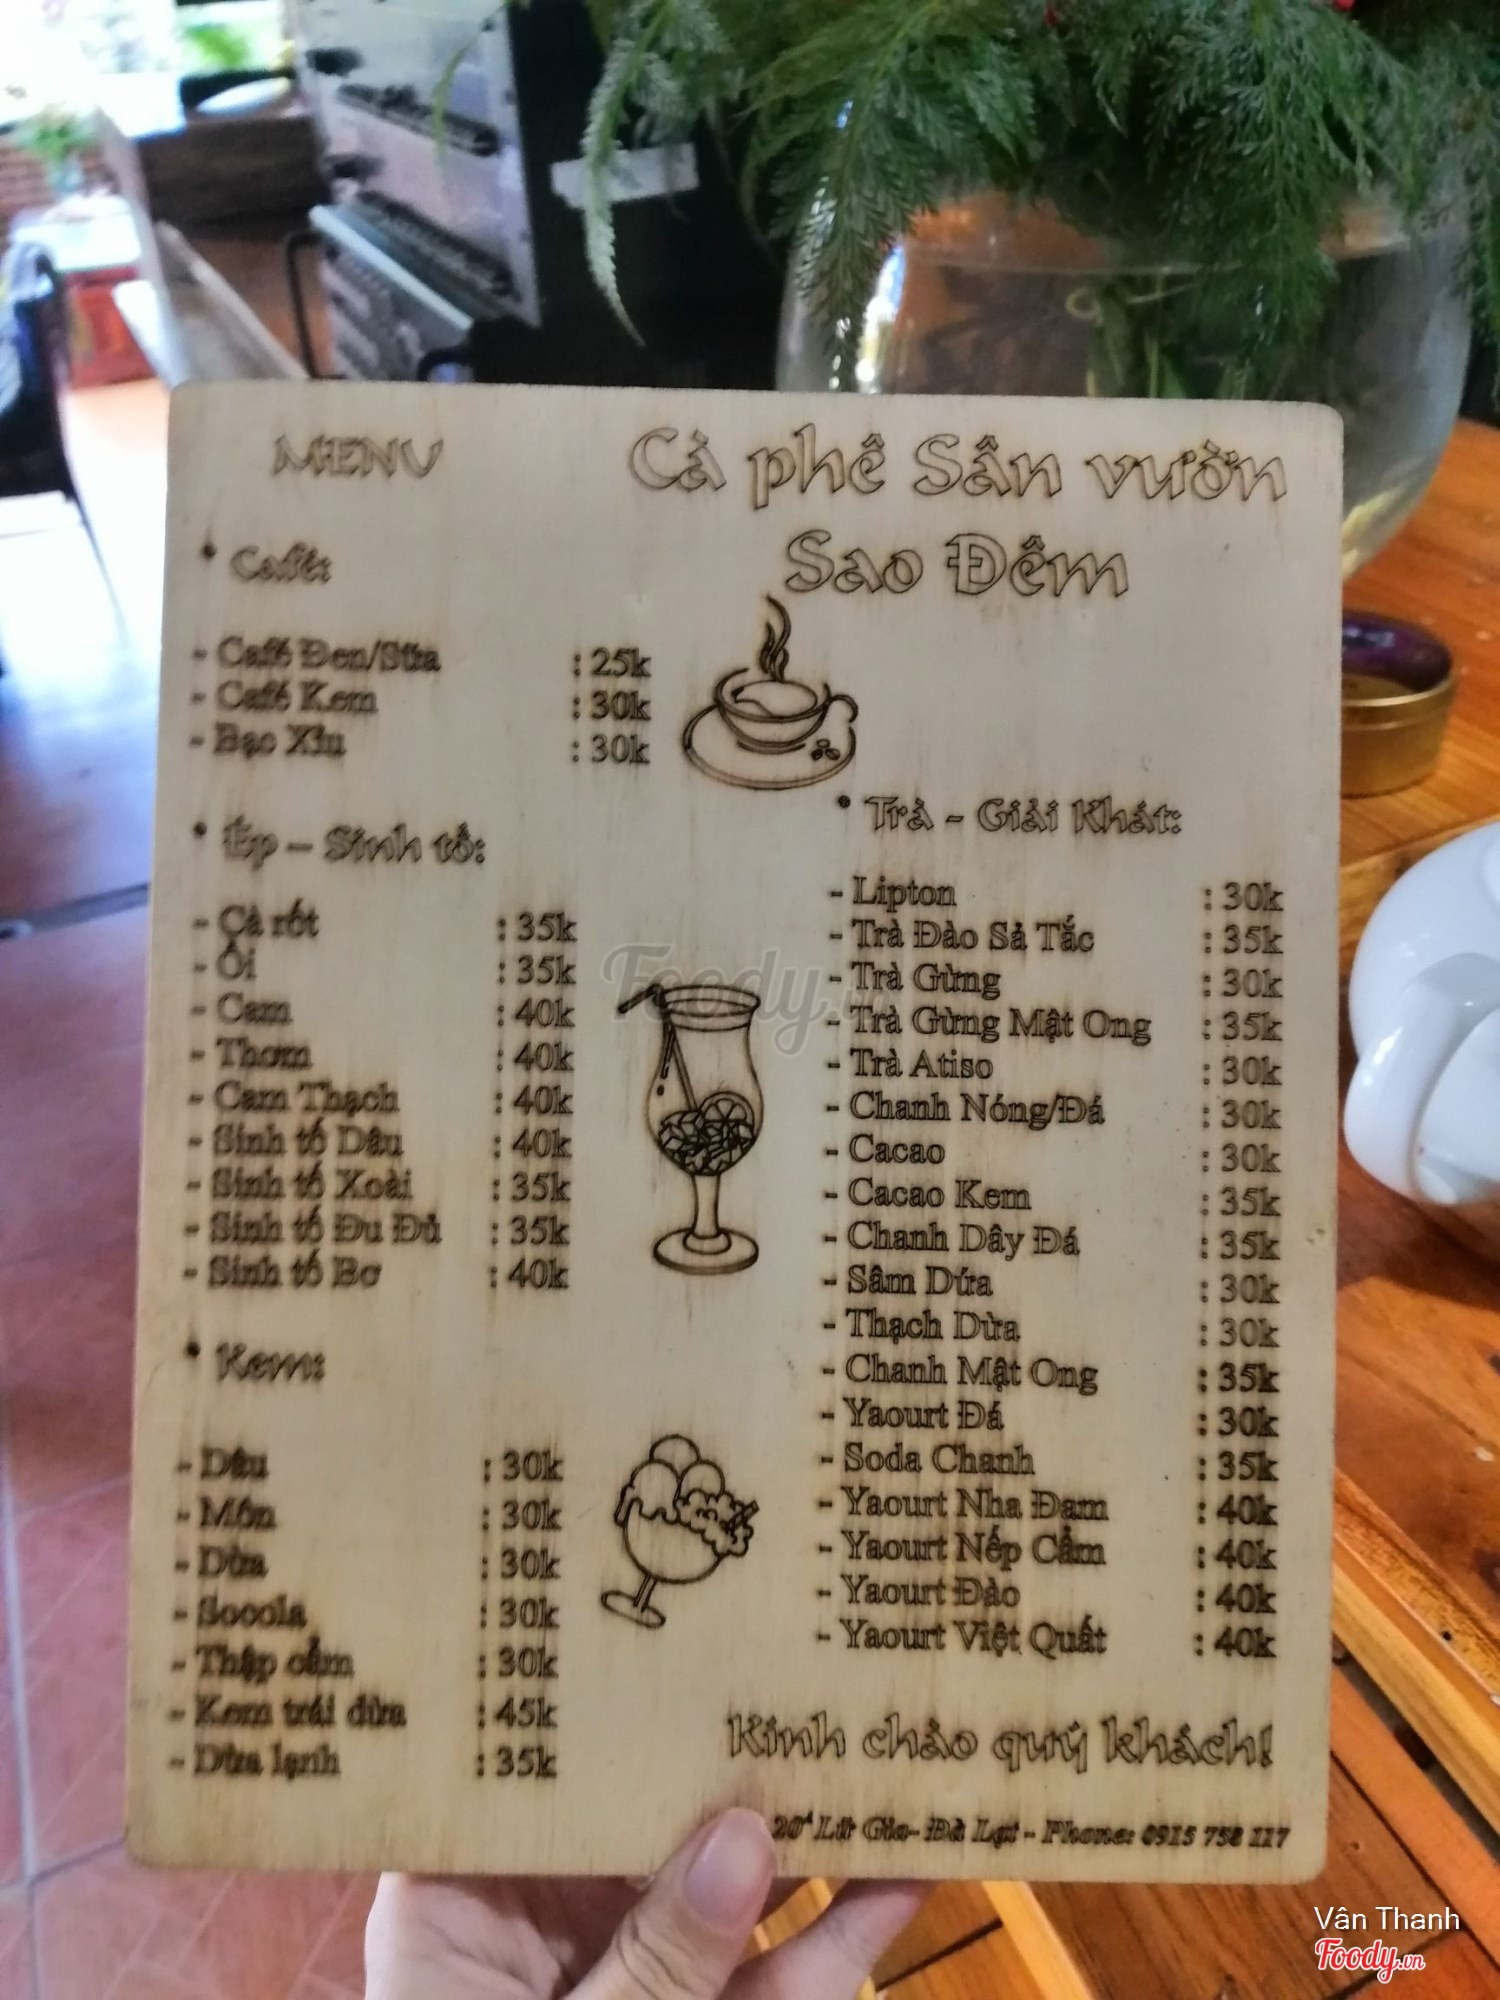 MENU
Cà phê Sân vườn
Sao Đêm
* Café:
- Café Đen/Sữa : 25k
- Café Kem : 30k
- Bạc Xỉu : 30k
* Ép – Sinh tố:
- Cà rốt : 35k
- Ổi : 35k
- Cam : 40k
- Thơm : 40k
- Cam Thạch : 40k
- Sinh tố Dâu : 40k
- Sinh tố Xoài : 35k
- Sinh tố Đu Đủ : 35k
- Sinh tố Bơ : 40k
* Kem:
- Dâu : 30k
- Môn : 30k
- Dừa : 30k
- Socola : 30k
- Thập cẩm : 30k
- Kem trái dừa : 45k
- Dừa lạnh : 35k
* Trà - Giải Khát:
- Lipton : 30k
- Trà Đào Sả Tắc : 35k
- Trà Gừng : 30k
- Trà Gừng Mật Ong : 35k
- Trà Atiso : 30k
- Chanh Nóng/Đá : 30k
- Cacao : 30k
- Cacao Kem : 35k
- Chanh Dây Đá : 35k
- Sâm Dứa : 30k
- Thạch Dừa : 30k
- Chanh Mật Ong : 35k
- Yaourt Đá : 30k
- Soda Chanh : 35k
- Yaourt Nha Đam : 40k
- Yaourt Nếp Cẩm : 40k
- Yaourt Đào : 40k
- Yaourt Việt Quất : 40k
Kính chào quý khách!
20⁴ Lữ Gia- Đà Lạt - Phone: 0915 758 117
Foody.vn
Vân Thanh
Foody.vn